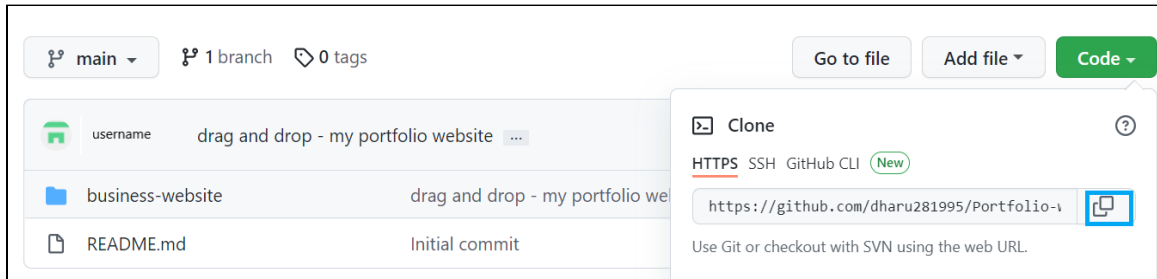 main 1 branch 0 tags Go to file Add file Code
username drag and drop - my portfolio website ...
Clone
HTTPS SSH GitHub CLI New
business-website drag and drop - my portfolio we
https://github.com/dharu281995/Portfolio-
README.md Initial commit
Use Git or checkout with SVN using the web URL.